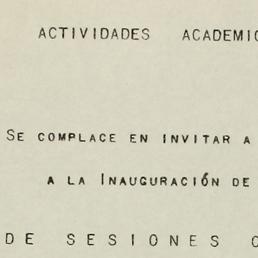 ACTIVIDADES ACADEMIC
SE COMPLACE EN INVITAR A
A LA INAUGURACIÓN DE
DE SESIONES